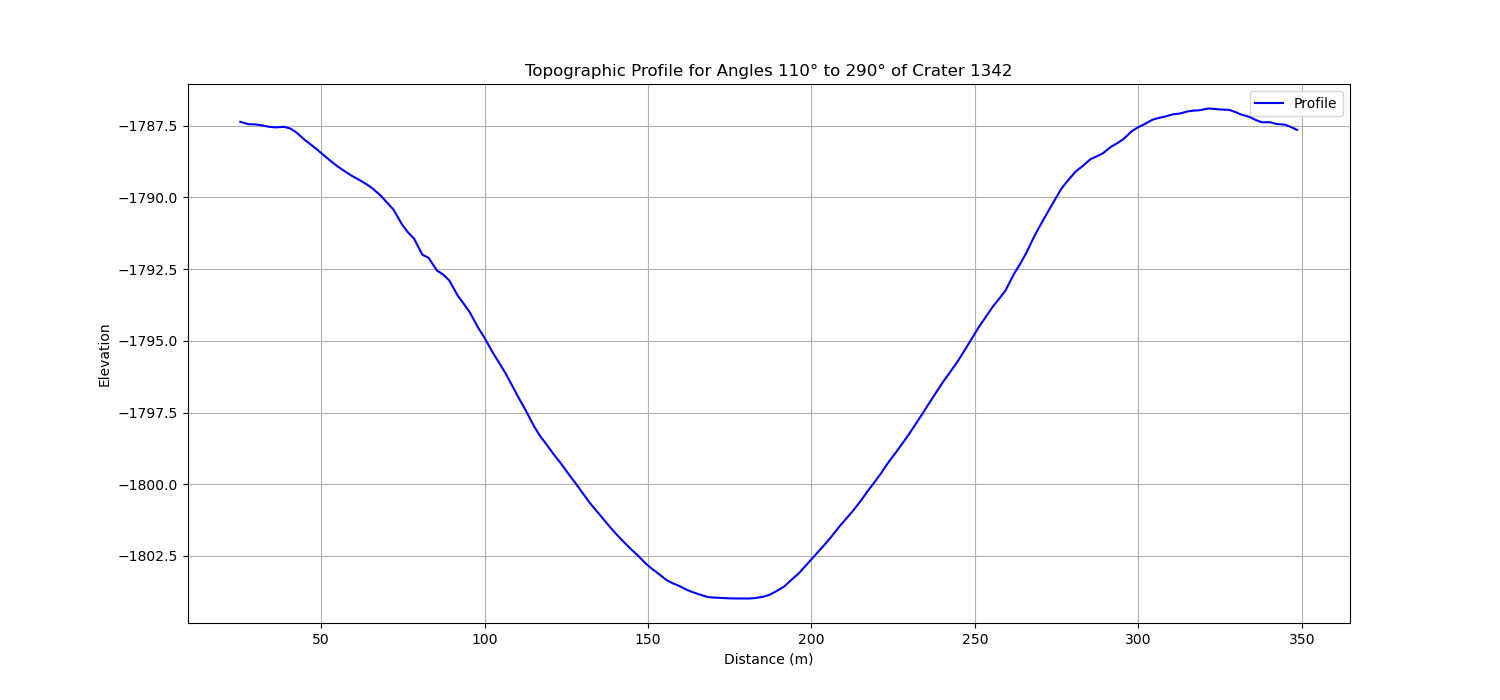 Topographic Profile for Angles 110° to 290° of Crater 1342
Profile
−1787.5
−1790.0
−1792.5
−1795.0
−1797.5
−1800.0
−1802.5
Elevation
50 100 150 200 250 300 350
Distance (m)